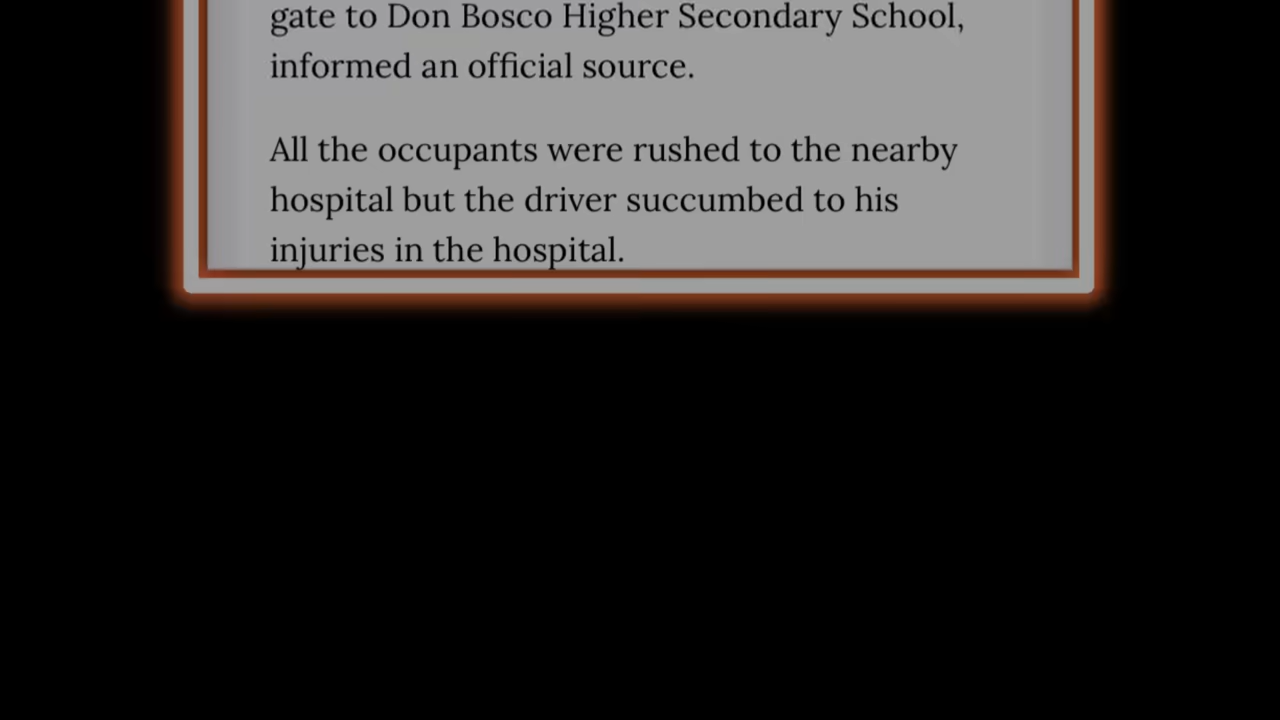 gate to Don Bosco Higher Secondary School,
informed an official source.
All the occupants were rushed to the nearby
hospital but the driver succumbed to his
injuries in the hospital.